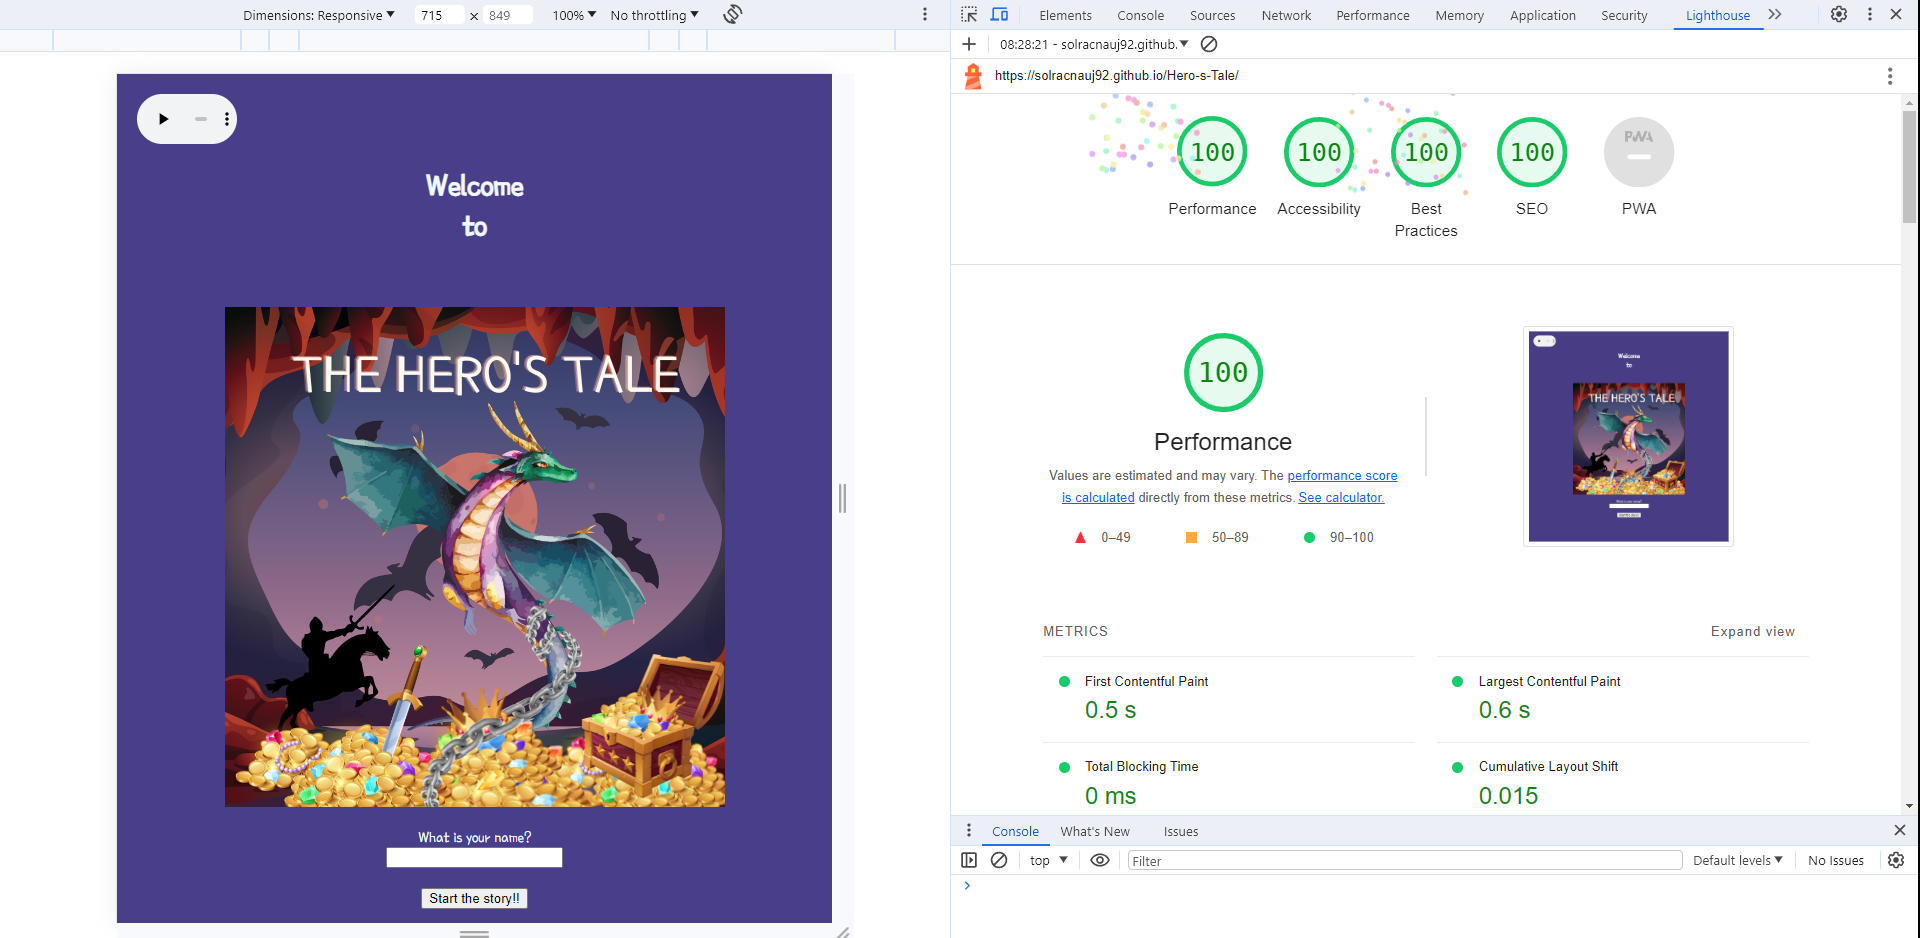 Dimensions: Responsive 715 × 849 100% No throttling
Welcome
to
THE HERO'S TALE
What is your name?
Start the story!!
Elements Console Sources Network Performance Memory Application Security Lighthouse
08:28:21 - solracnauj92.github.
https://solracnauj92.github.io/Hero-s-Tale/
100 100 100 100 PWA
Performance Accessibility Best Practices SEO PWA
100
Performance
Values are estimated and may vary. The performance score
is calculated directly from these metrics. See calculator.
0–49 50–89 90–100
Welcome
to
THE HERO'S TALE
METRICS Expand view
First Contentful Paint
0.5 s
Largest Contentful Paint
0.6 s
Total Blocking Time
0 ms
Cumulative Layout Shift
0.015
Console What's New Issues
top Filter Default levels No Issues